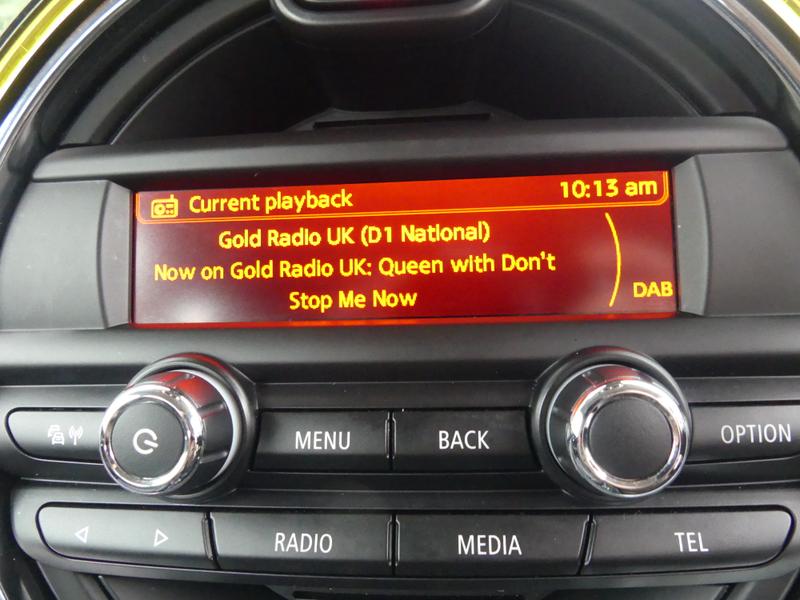 Current playback 10:13 am
Gold Radio UK (D1 National)
Now on Gold Radio UK: Queen with Don't
Stop Me Now
DAB
MENU BACK OPTION
RADIO MEDIA TEL